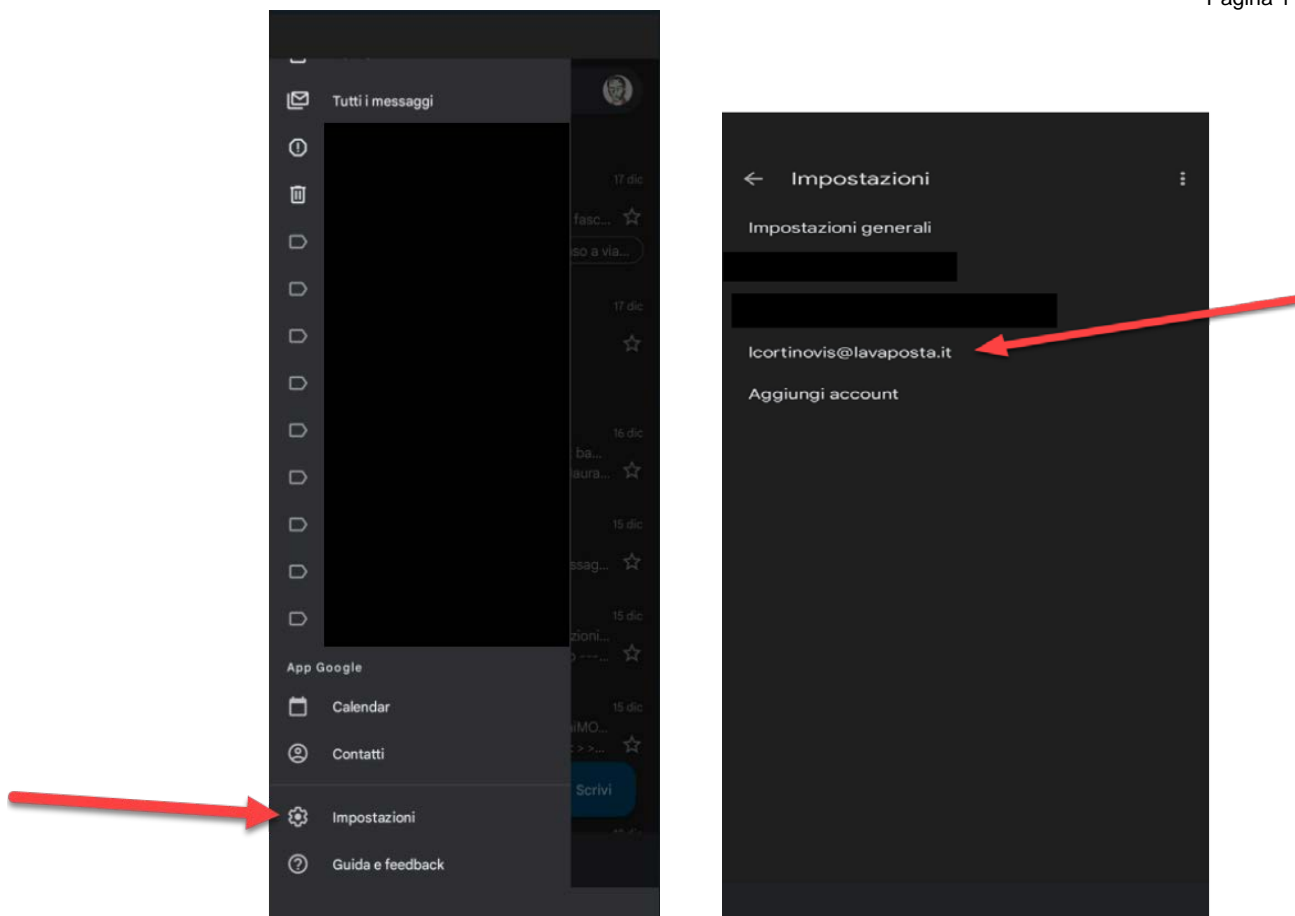 Pagina 1
Tutti i messaggi
17 dic
fasc...
so a via...
17 dic
16 dic
ba...
laura...
15 dic
ssag...
15 dic
zioni...
App Google
Calendar
15 dic
iMO...
Contatti
Scrivi
Impostazioni
Guida e feedback
Impostazioni
Impostazioni generali
lcortinovis@lavaposta.it
Aggiungi account